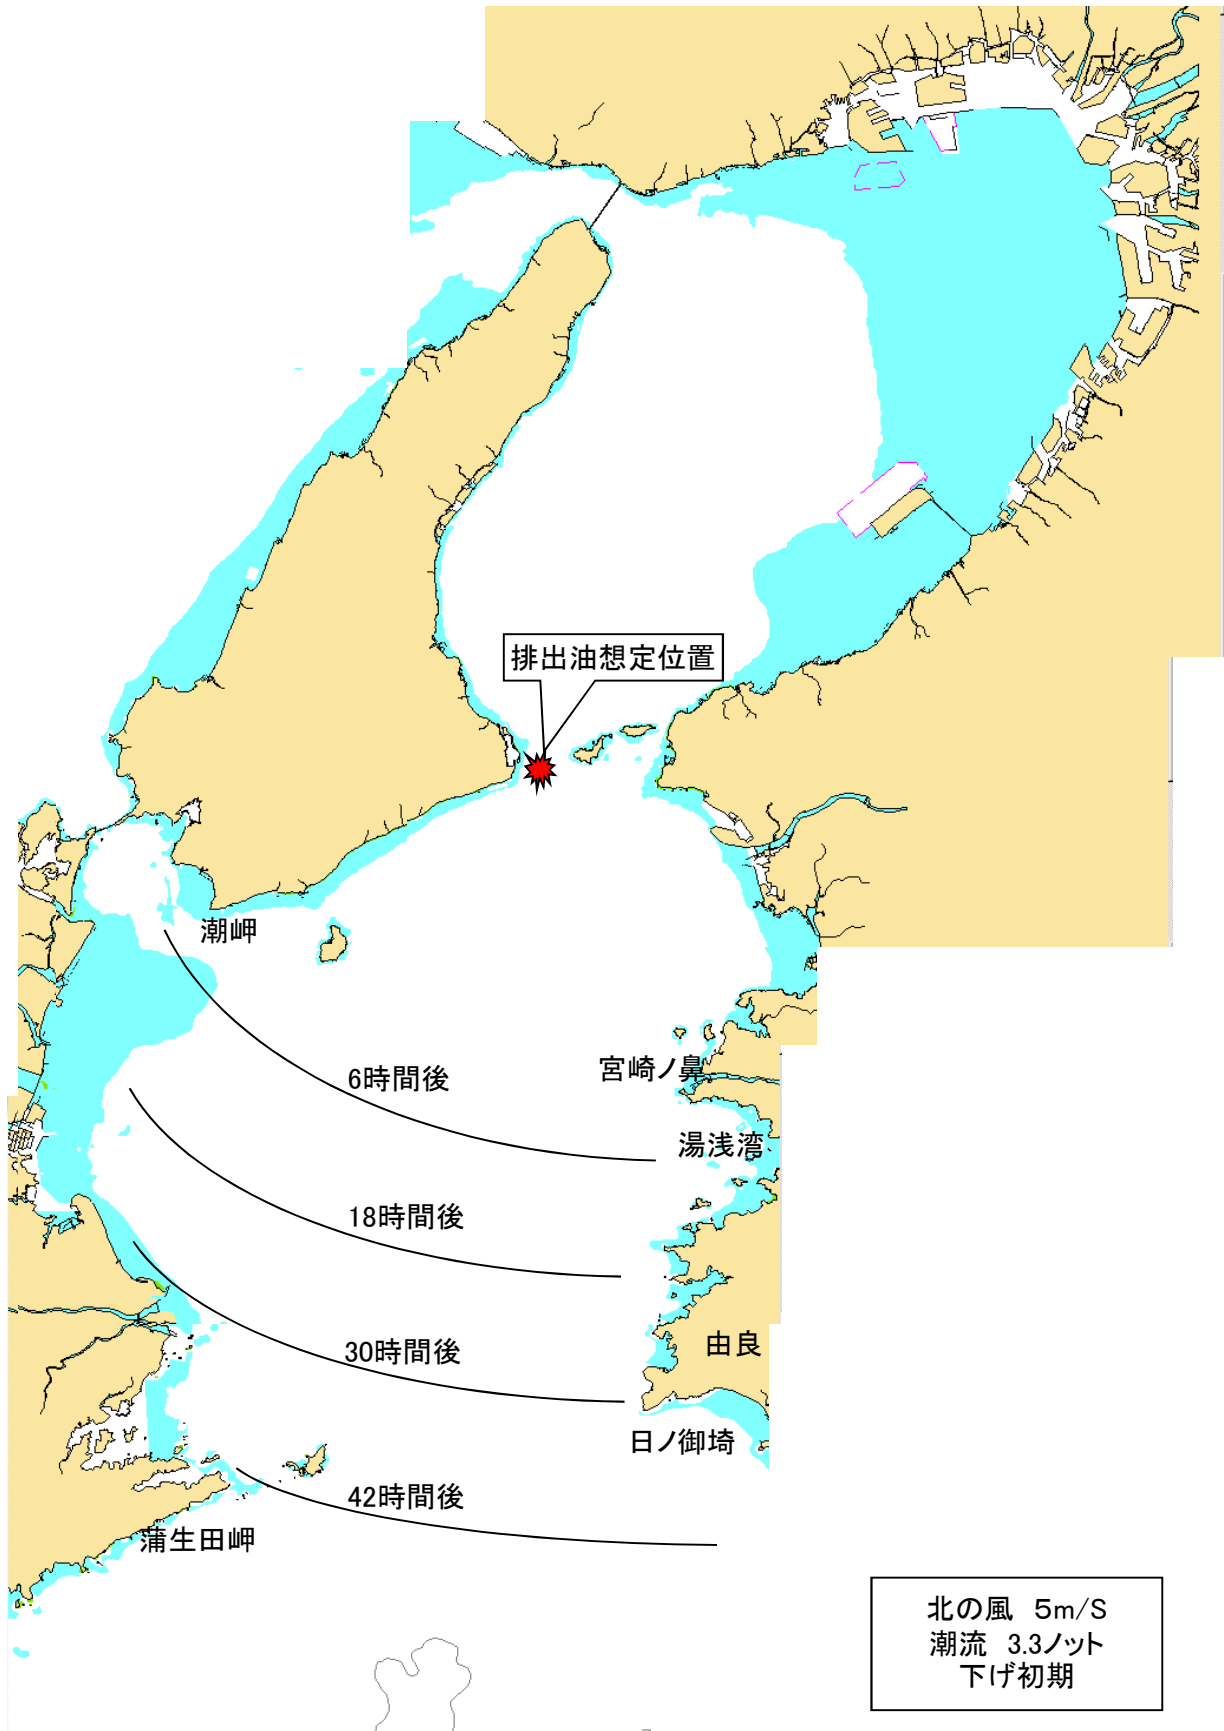 排出油想定位置
潮岬
6時間後
宮崎ノ鼻
湯浅湾
18時間後
30時間後
由良
日ノ御埼
42時間後
蒲生田岬
北の風 5m/S
潮流 3.3ノット
下げ初期